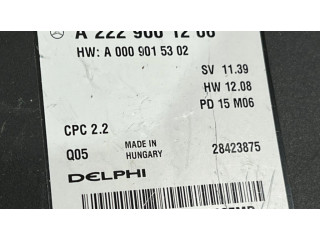 A 222 900 12 00
HW: A 000 901 53 02
SV 11.39
HW 12.08
PD 15 M06
CPC 2.2
Q05
MADE IN
HUNGARY
28423875
DELPHI